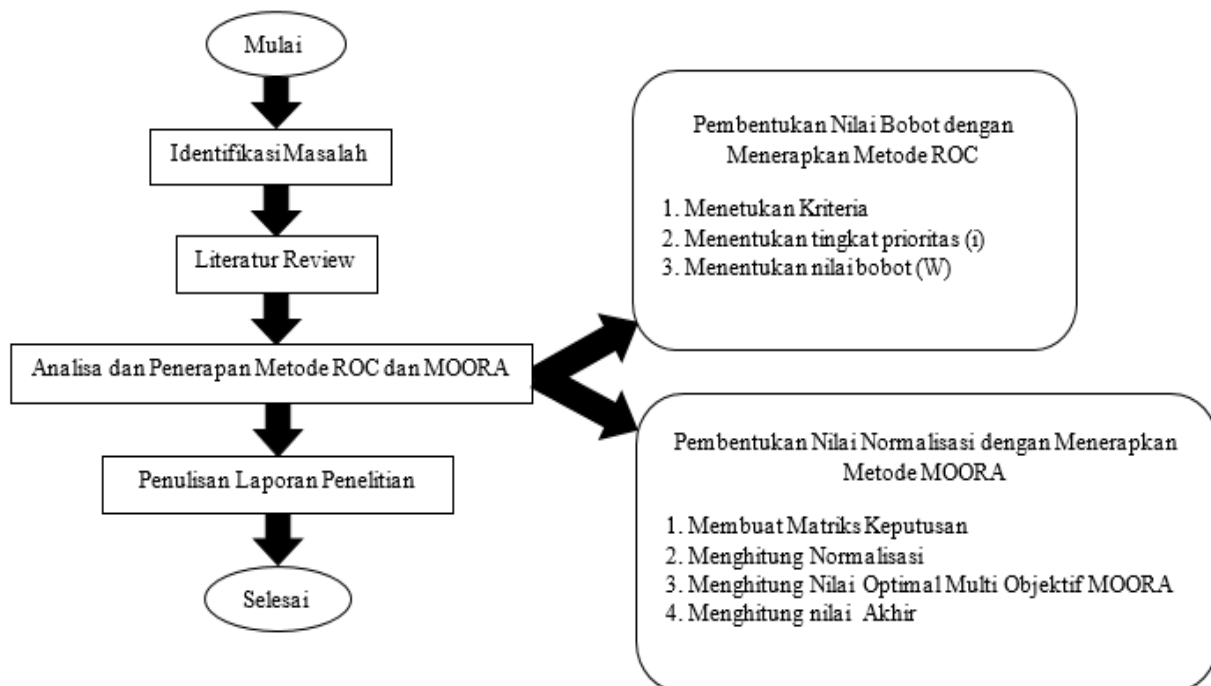 Mulai
Identifikasi Masalah
Literatur Review
Analisa dan Penerapan Metode ROC dan MOORA
Penulisan Laporan Penelitian
Selesai
Pembentukan Nilai Bobot dengan
Menerapkan Metode ROC
1. Menetukan Kriteria
2. Menentukan tingkat prioritas (i)
3. Menentukan nilai bobot (W)
Pembentukan Nilai Normalisasi dengan Menerapkan
Metode MOORA
1. Membuat Matriks Keputusan
2. Menghitung Normalisasi
3. Menghitung Nilai Optimal Multi Objektif MOORA
4. Menghitung nilai Akhir